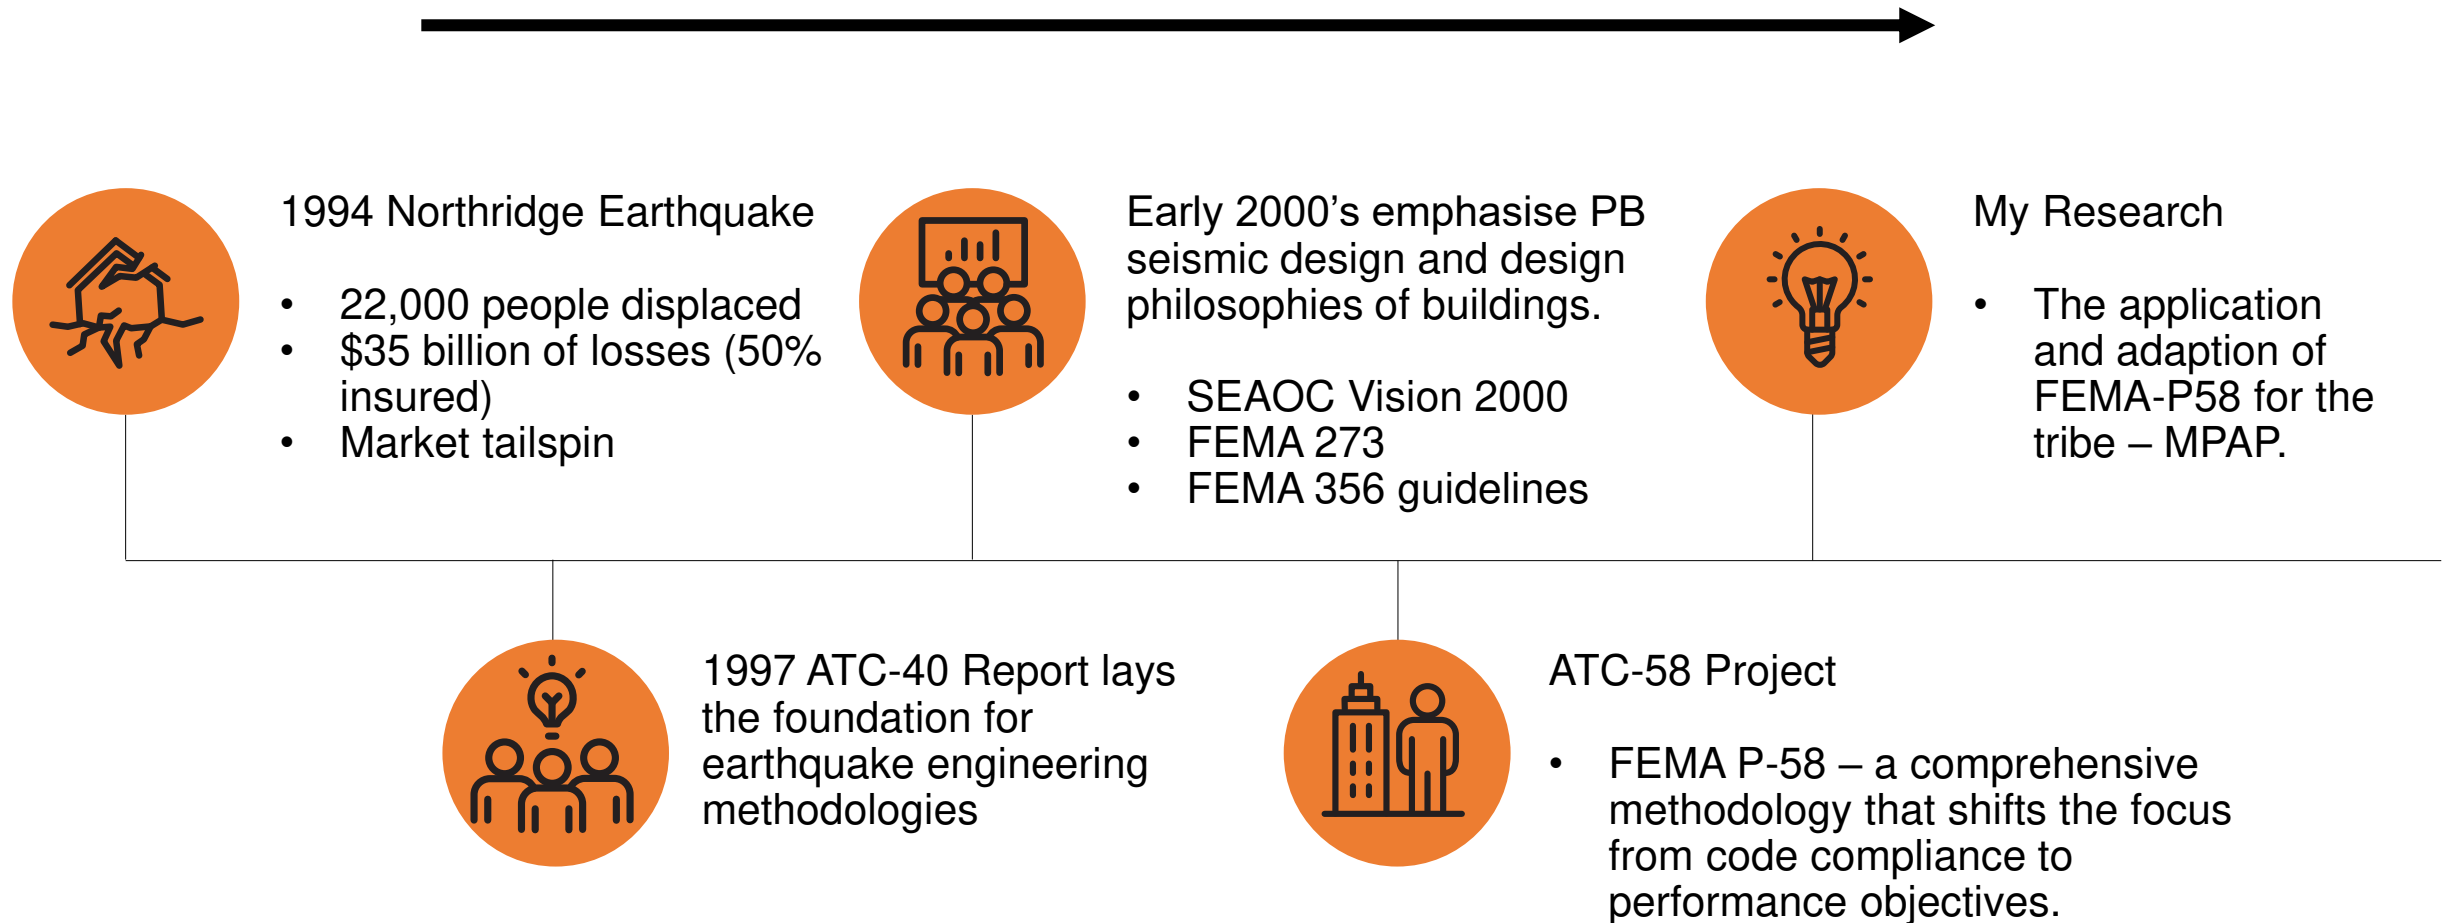 1994 Northridge Earthquake
• 22,000 people displaced
• $35 billion of losses (50%
insured)
• Market tailspin
1997 ATC-40 Report lays
the foundation for
earthquake engineering
methodologies
Early 2000’s emphasise PB
seismic design and design
philosophies of buildings.
• SEAOC Vision 2000
• FEMA 273
• FEMA 356 guidelines
ATC-58 Project
• FEMA P-58 – a comprehensive
methodology that shifts the focus
from code compliance to
performance objectives.
My Research
• The application
and adaption of
FEMA-P58 for the
tribe – MPAP.